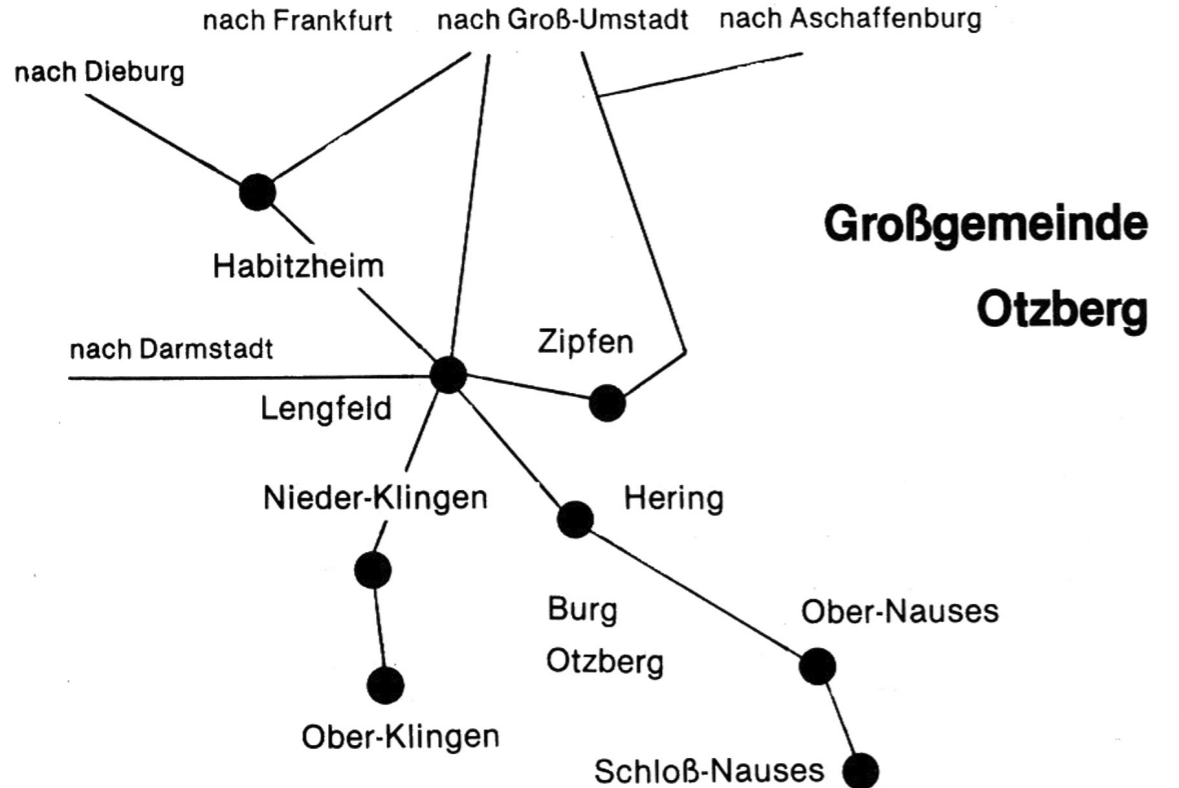 nach Frankfurt nach Groß-Umstadt nach Aschaffenburg
nach Dieburg
Großgemeinde
Habitzheim
Otzberg
Zipfen
nach Darmstadt
Lengfeld
Nieder-Klingen
Hering
Burg
Otzberg
Ober-Nauses
Ober-Klingen
Schloß-Nauses